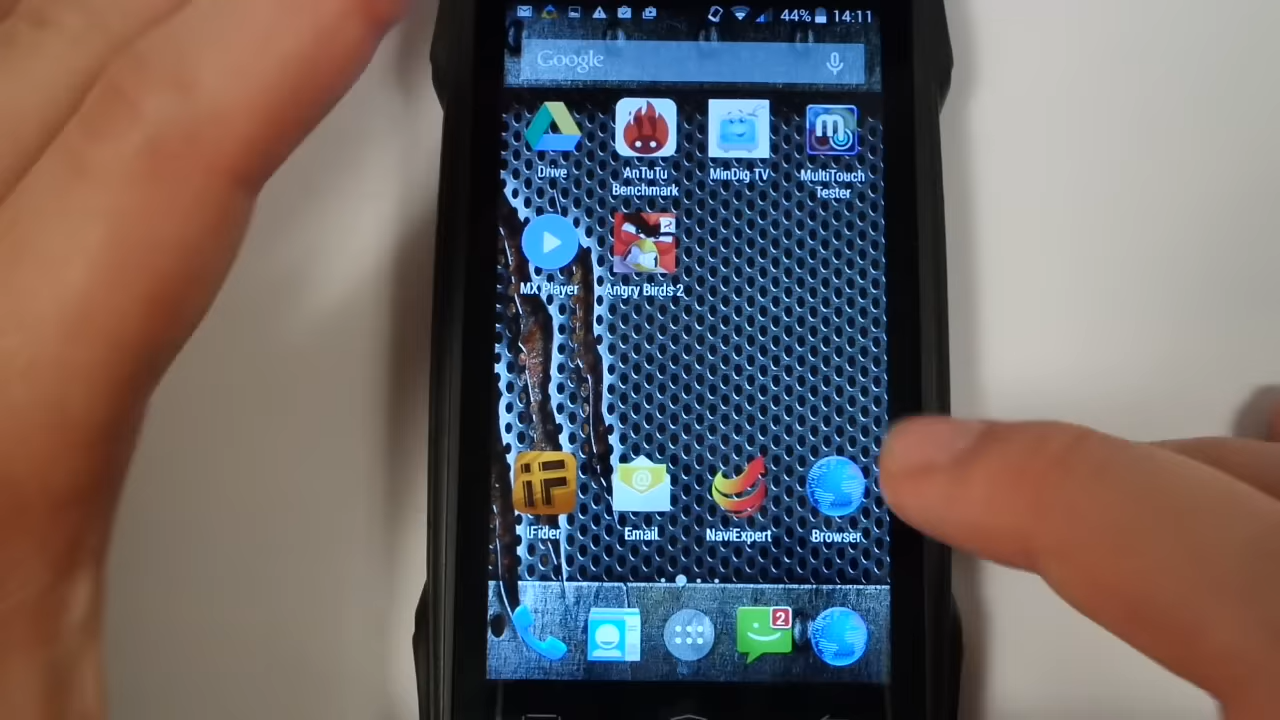 44% 14:11
Google
Drive
AnTuTu
Benchmark
MinDig TV
MultiTouch
Tester
MX Player
Angry Birds 2
iFider
Email
NaviExpert
Browser
2